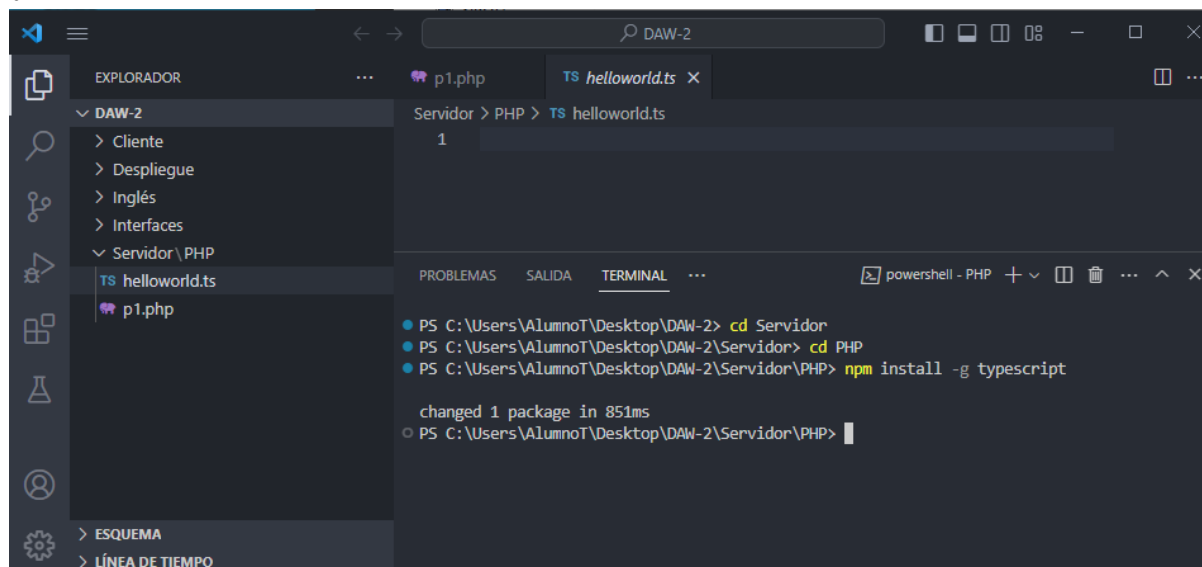 DAW-2
EXPLORADOR
p1.php
TS helloworld.ts
DAW-2
Servidor > PHP > TS helloworld.ts
1
> Cliente
> Despliegue
> Inglés
> Interfaces
Servidor \ PHP
TS helloworld.ts
p1.php
PROBLEMAS SALIDA TERMINAL ···
powershell - PHP
PS C:\Users\AlumnoT\Desktop\DAW-2> cd Servidor
PS C:\Users\AlumnoT\Desktop\DAW-2\Servidor> cd PHP
PS C:\Users\AlumnoT\Desktop\DAW-2\Servidor\PHP> npm install -g typescript
changed 1 package in 851ms
PS C:\Users\AlumnoT\Desktop\DAW-2\Servidor\PHP>
> ESQUEMA
> LÍNEA DE TIEMPO